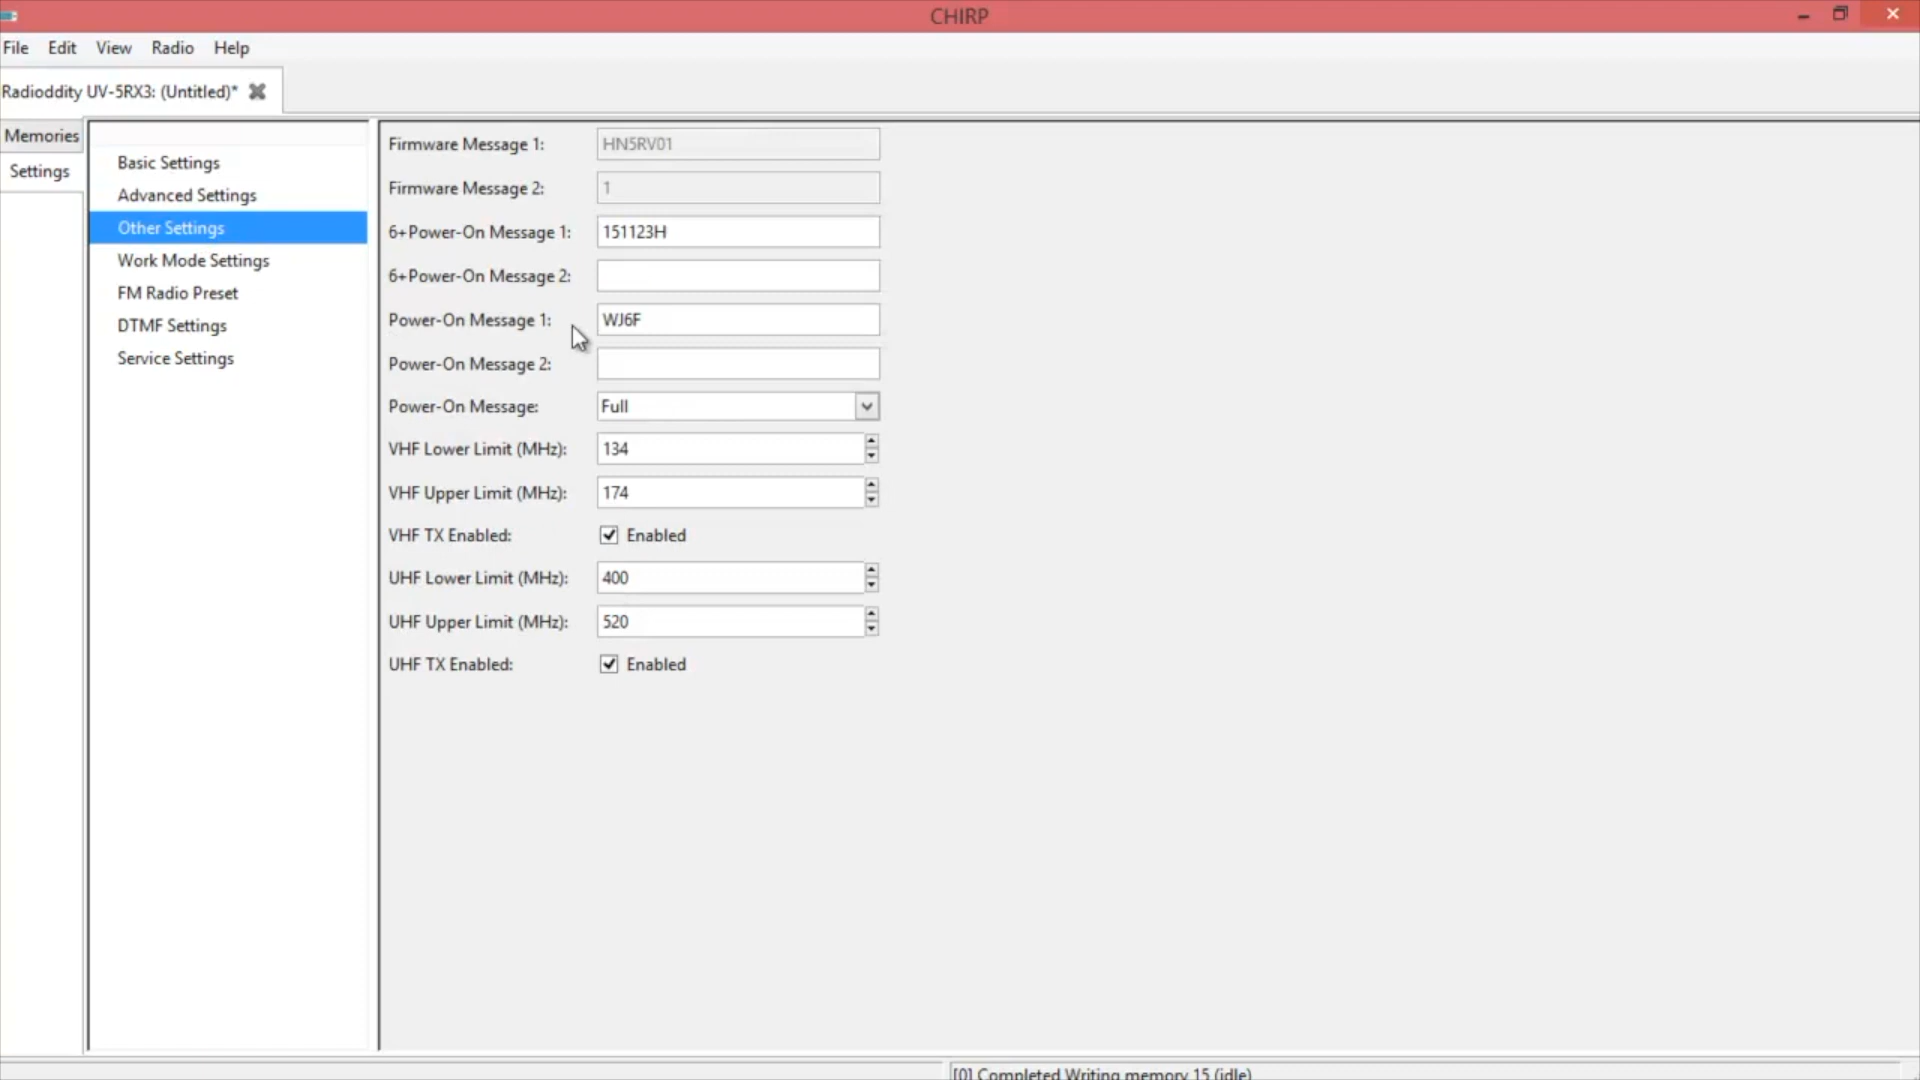 CHIRP
File Edit View Radio Help
Radioddity UV-5RX3: (Untitled)*
Memories
Settings
Basic Settings
Advanced Settings
Other Settings
Work Mode Settings
FM Radio Preset
DTMF Settings
Service Settings
Firmware Message 1: HN5RV01
Firmware Message 2: 1
6+Power-On Message 1: 151123H
6+Power-On Message 2:
Power-On Message 1: WJ6F
Power-On Message 2:
Power-On Message: Full
VHF Lower Limit (MHz): 134
VHF Upper Limit (MHz): 174
VHF TX Enabled: Enabled
UHF Lower Limit (MHz): 400
UHF Upper Limit (MHz): 520
UHF TX Enabled: Enabled
[0] Completed Writing memory 15 (idle)